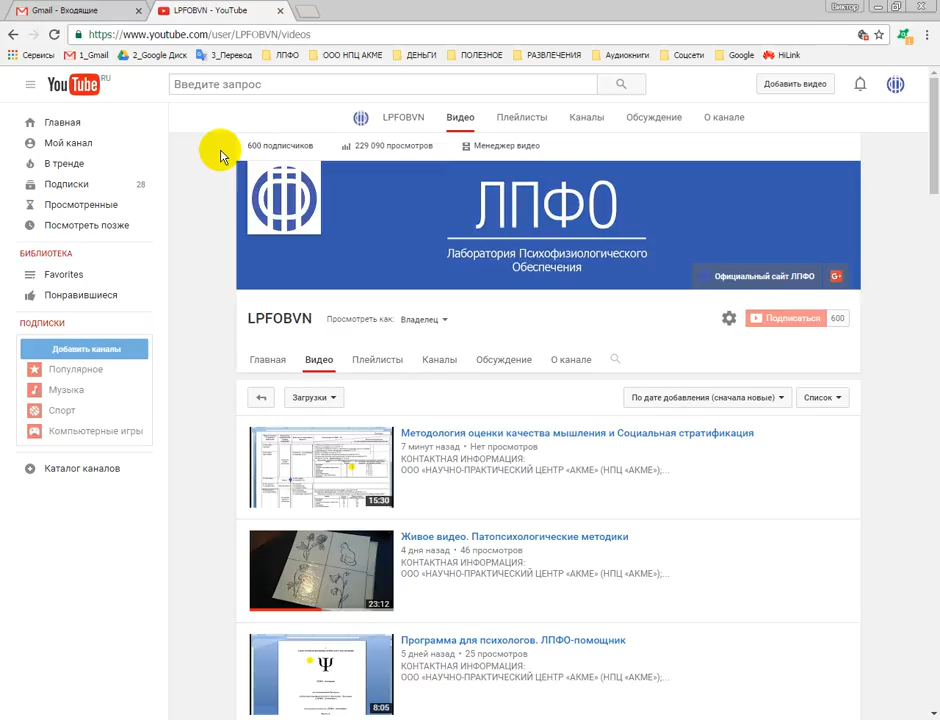 Gmail - Входящие
LPFOBVN - YouTube
Виктор
https://www.youtube.com/user/LPFOBVN/videos
Сервисы
1_Gmail
2_Google Диск
3_Перевод
ЛПФО
ООО НПЦ АКМЕ
ДЕНЬГИ
ПОЛЕЗНОЕ
РАЗВЛЕЧЕНИЯ
Аудиокниги
Соцсети
Google
HiLink
YouTube RU
Введите запрос
Добавить видео
LPFOBVN
Видео
Плейлисты
Каналы
Обсуждение
О канале
Главная
Мой канал
В тренде
Подписки 28
Просмотренные
Посмотреть позже
БИБЛИОТЕКА
Favorites
Понравившиеся
ПОДПИСКИ
Добавить каналы
Популярное
Музыка
Спорт
Компьютерные игры
Каталог каналов
600 подписчиков
229 090 просмотров
Менеджер видео
ЛПФО
Лаборатория Психофизиологического
Обеспечения
Официальный сайт ЛПФО
G+
LPFOBVN
Просмотреть как: Владелец
Подписаться 600
Главная
Видео
Плейлисты
Каналы
Обсуждение
О канале
Загрузки
По дате добавления (сначала новые)
Список
Методология оценки качества мышления и Социальная стратификация
7 минут назад • Нет просмотров
КОНТАКТНАЯ ИНФОРМАЦИЯ:
ООО «НАУЧНО-ПРАКТИЧЕСКИЙ ЦЕНТР «АКМЕ» (НПЦ «АКМЕ»);...
15:30
Живое видео. Патопсихологические методики
4 дня назад • 46 просмотров
КОНТАКТНАЯ ИНФОРМАЦИЯ:
ООО «НАУЧНО-ПРАКТИЧЕСКИЙ ЦЕНТР «АКМЕ» (НПЦ «АКМЕ»);...
23:12
Программа для психологов. ЛПФО-помощник
5 дней назад • 25 просмотров
КОНТАКТНАЯ ИНФОРМАЦИЯ:
ООО «НАУЧНО-ПРАКТИЧЕСКИЙ ЦЕНТР «АКМЕ» (НПЦ «АКМЕ»);...
Ψ
8:05